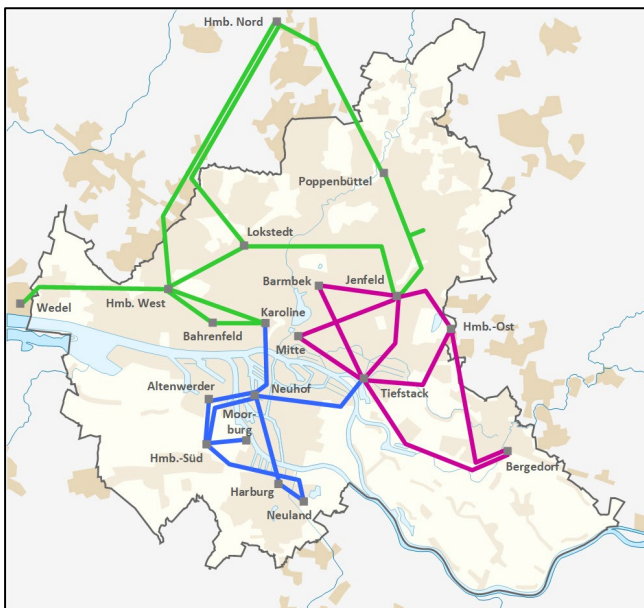 Hmb. Nord
Poppenbüttel
Lokstedt
Barmbek
Jenfeld
Wedel
Hmb. West
Karoline
Bahrenfeld
Mitte
Hmb.-Ost
Altenwerder
Neuhof
Tiefstack
Moor-
burg
Hmb.-Süd
Bergedorf
Harburg
Neuland